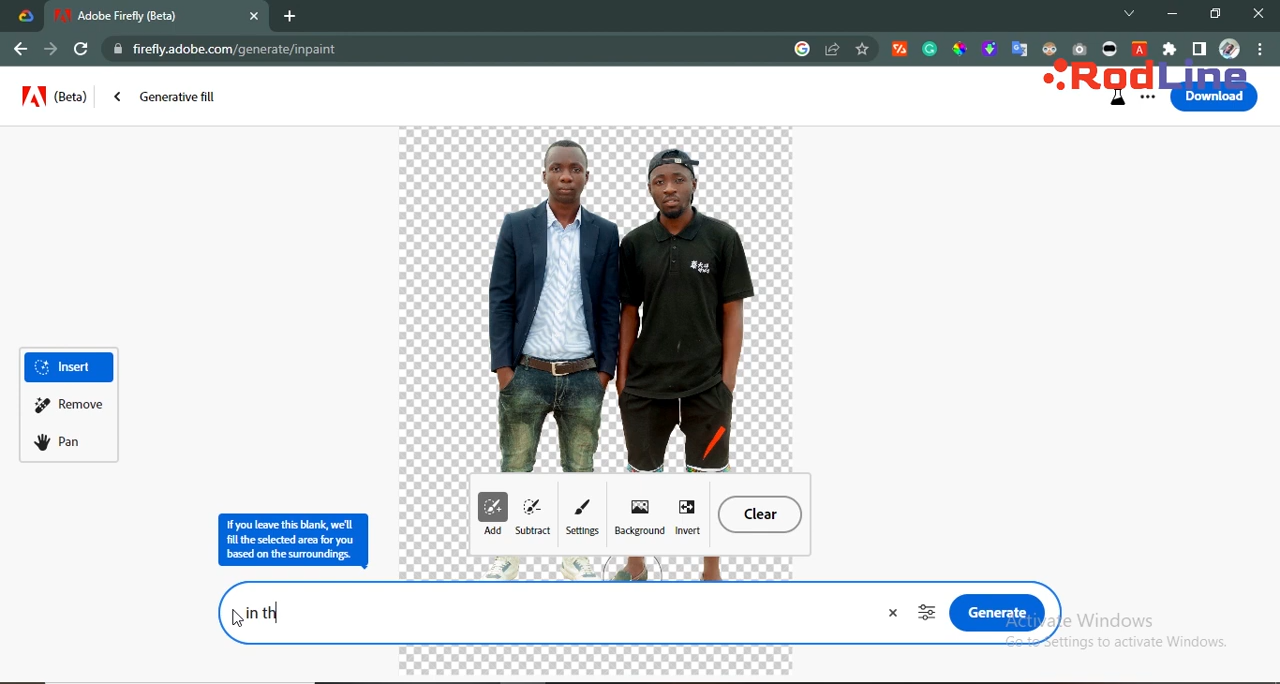 Adobe Firefly (Beta)
firefly.adobe.com/generate/inpaint
RodLine
(Beta)
Generative fill
Download
Insert
Remove
Pan
Add
Subtract
Settings
Background
Invert
Clear
If you leave this blank, we'll
fill the selected area for you
based on the surroundings.
in th
Generate
Activate Windows
Go to Settings to activate Windows.